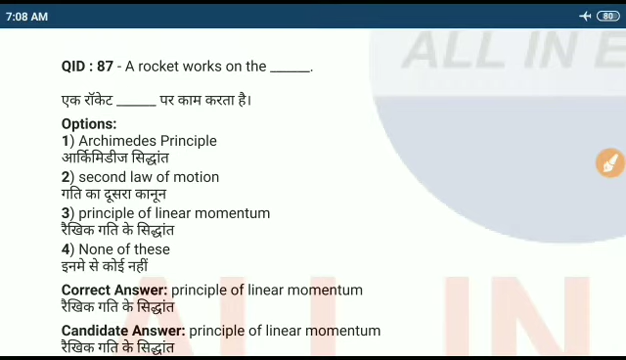 7:08 AM
80
ALL IN E
QID : 87 - A rocket works on the ______.
एक रॉकेट ______ पर काम करता है।
Options:
1) Archimedes Principle
आर्किमिडीज सिद्धांत
2) second law of motion
गति का दूसरा कानून
3) principle of linear momentum
रैखिक गति के सिद्धांत
4) None of these
इनमे से कोई नहीं
Correct Answer: principle of linear momentum
रैखिक गति के सिद्धांत
Candidate Answer: principle of linear momentum
रैखिक गति के सिद्धांत
ALL IN